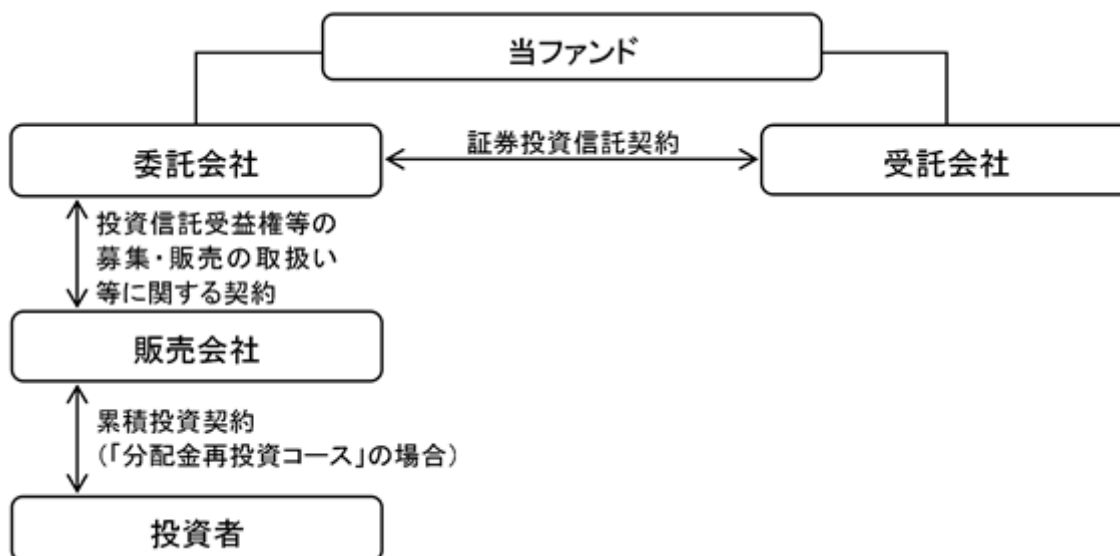 当ファンド
委託会社
証券投資信託契約
受託会社
投資信託受益権等の
募集・販売の取扱い
等に関する契約
販売会社
累積投資契約
(「分配金再投資コース」の場合)
投資者